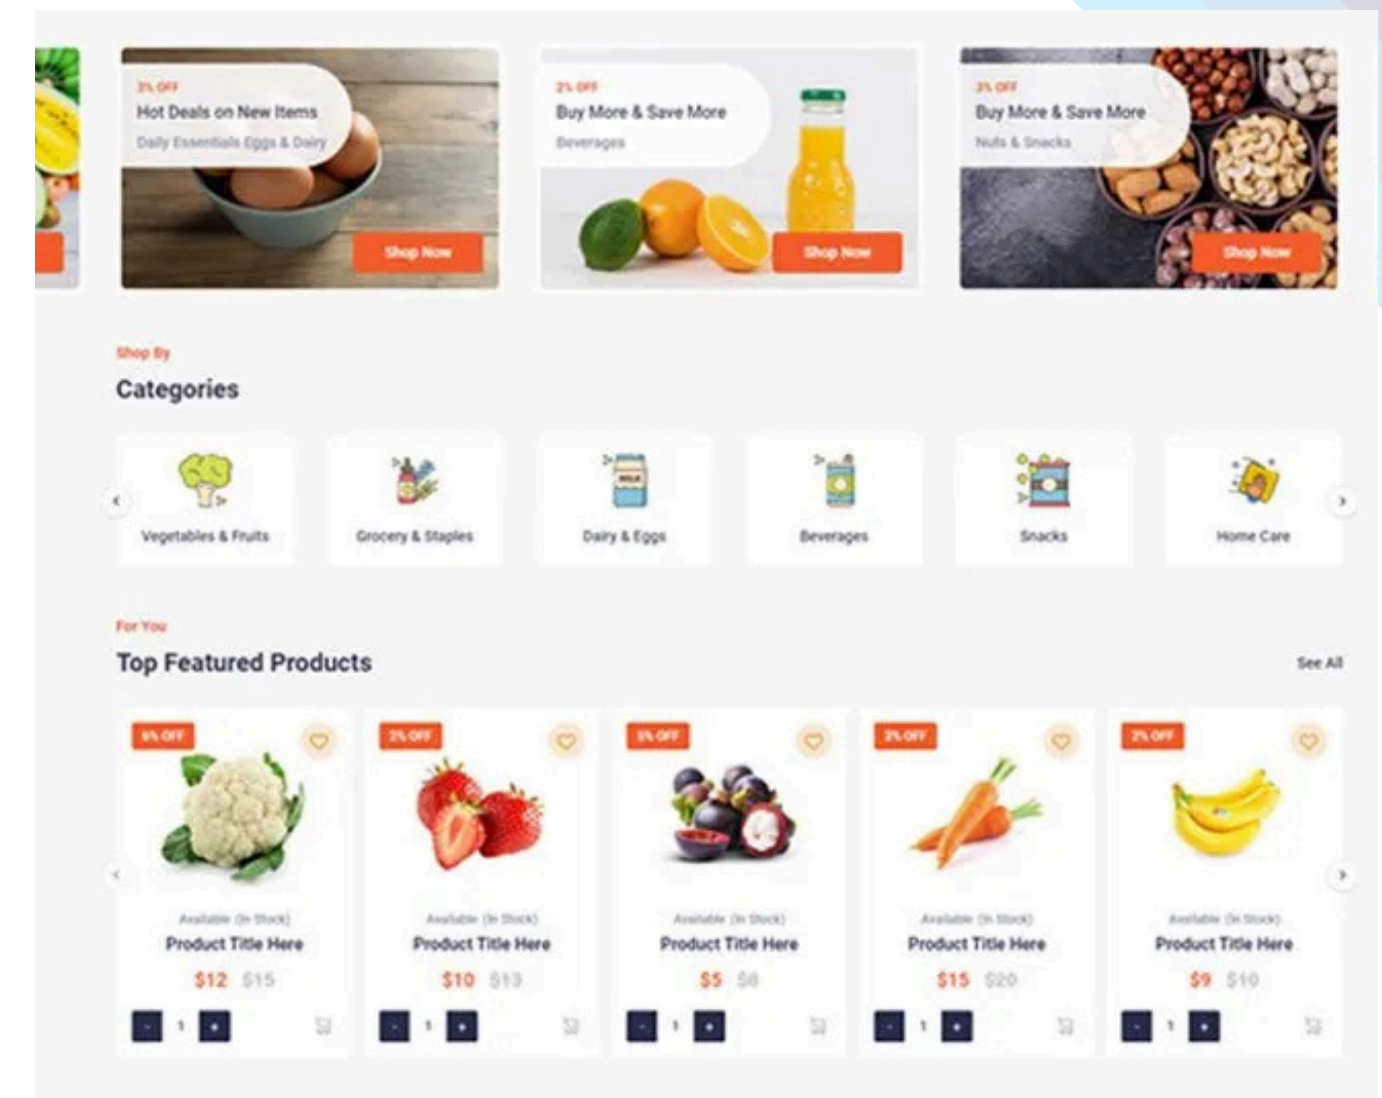 3% OFF
Hot Deals on New Items
Daily Essentials Eggs & Dairy
Shop Now
2% OFF
Buy More & Save More
Beverages
Shop Now
3% OFF
Buy More & Save More
Nuts & Snacks
Shop Now
Shop By
Categories
MILK
Vegetables & Fruits
Grocery & Staples
Dairy & Eggs
Beverages
Snacks
Home Care
For You
Top Featured Products
See All
6% OFF
2% OFF
5% OFF
3% OFF
2% OFF
Available (In Stock)
Product Title Here
$12 $15
- 1 +
Available (In Stock)
Product Title Here
$10 $13
- 1 +
Available (In Stock)
Product Title Here
$5 $8
- 1 +
Available (In Stock)
Product Title Here
$15 $20
- 1 +
Available (In Stock)
Product Title Here
$9 $10
- 1 +